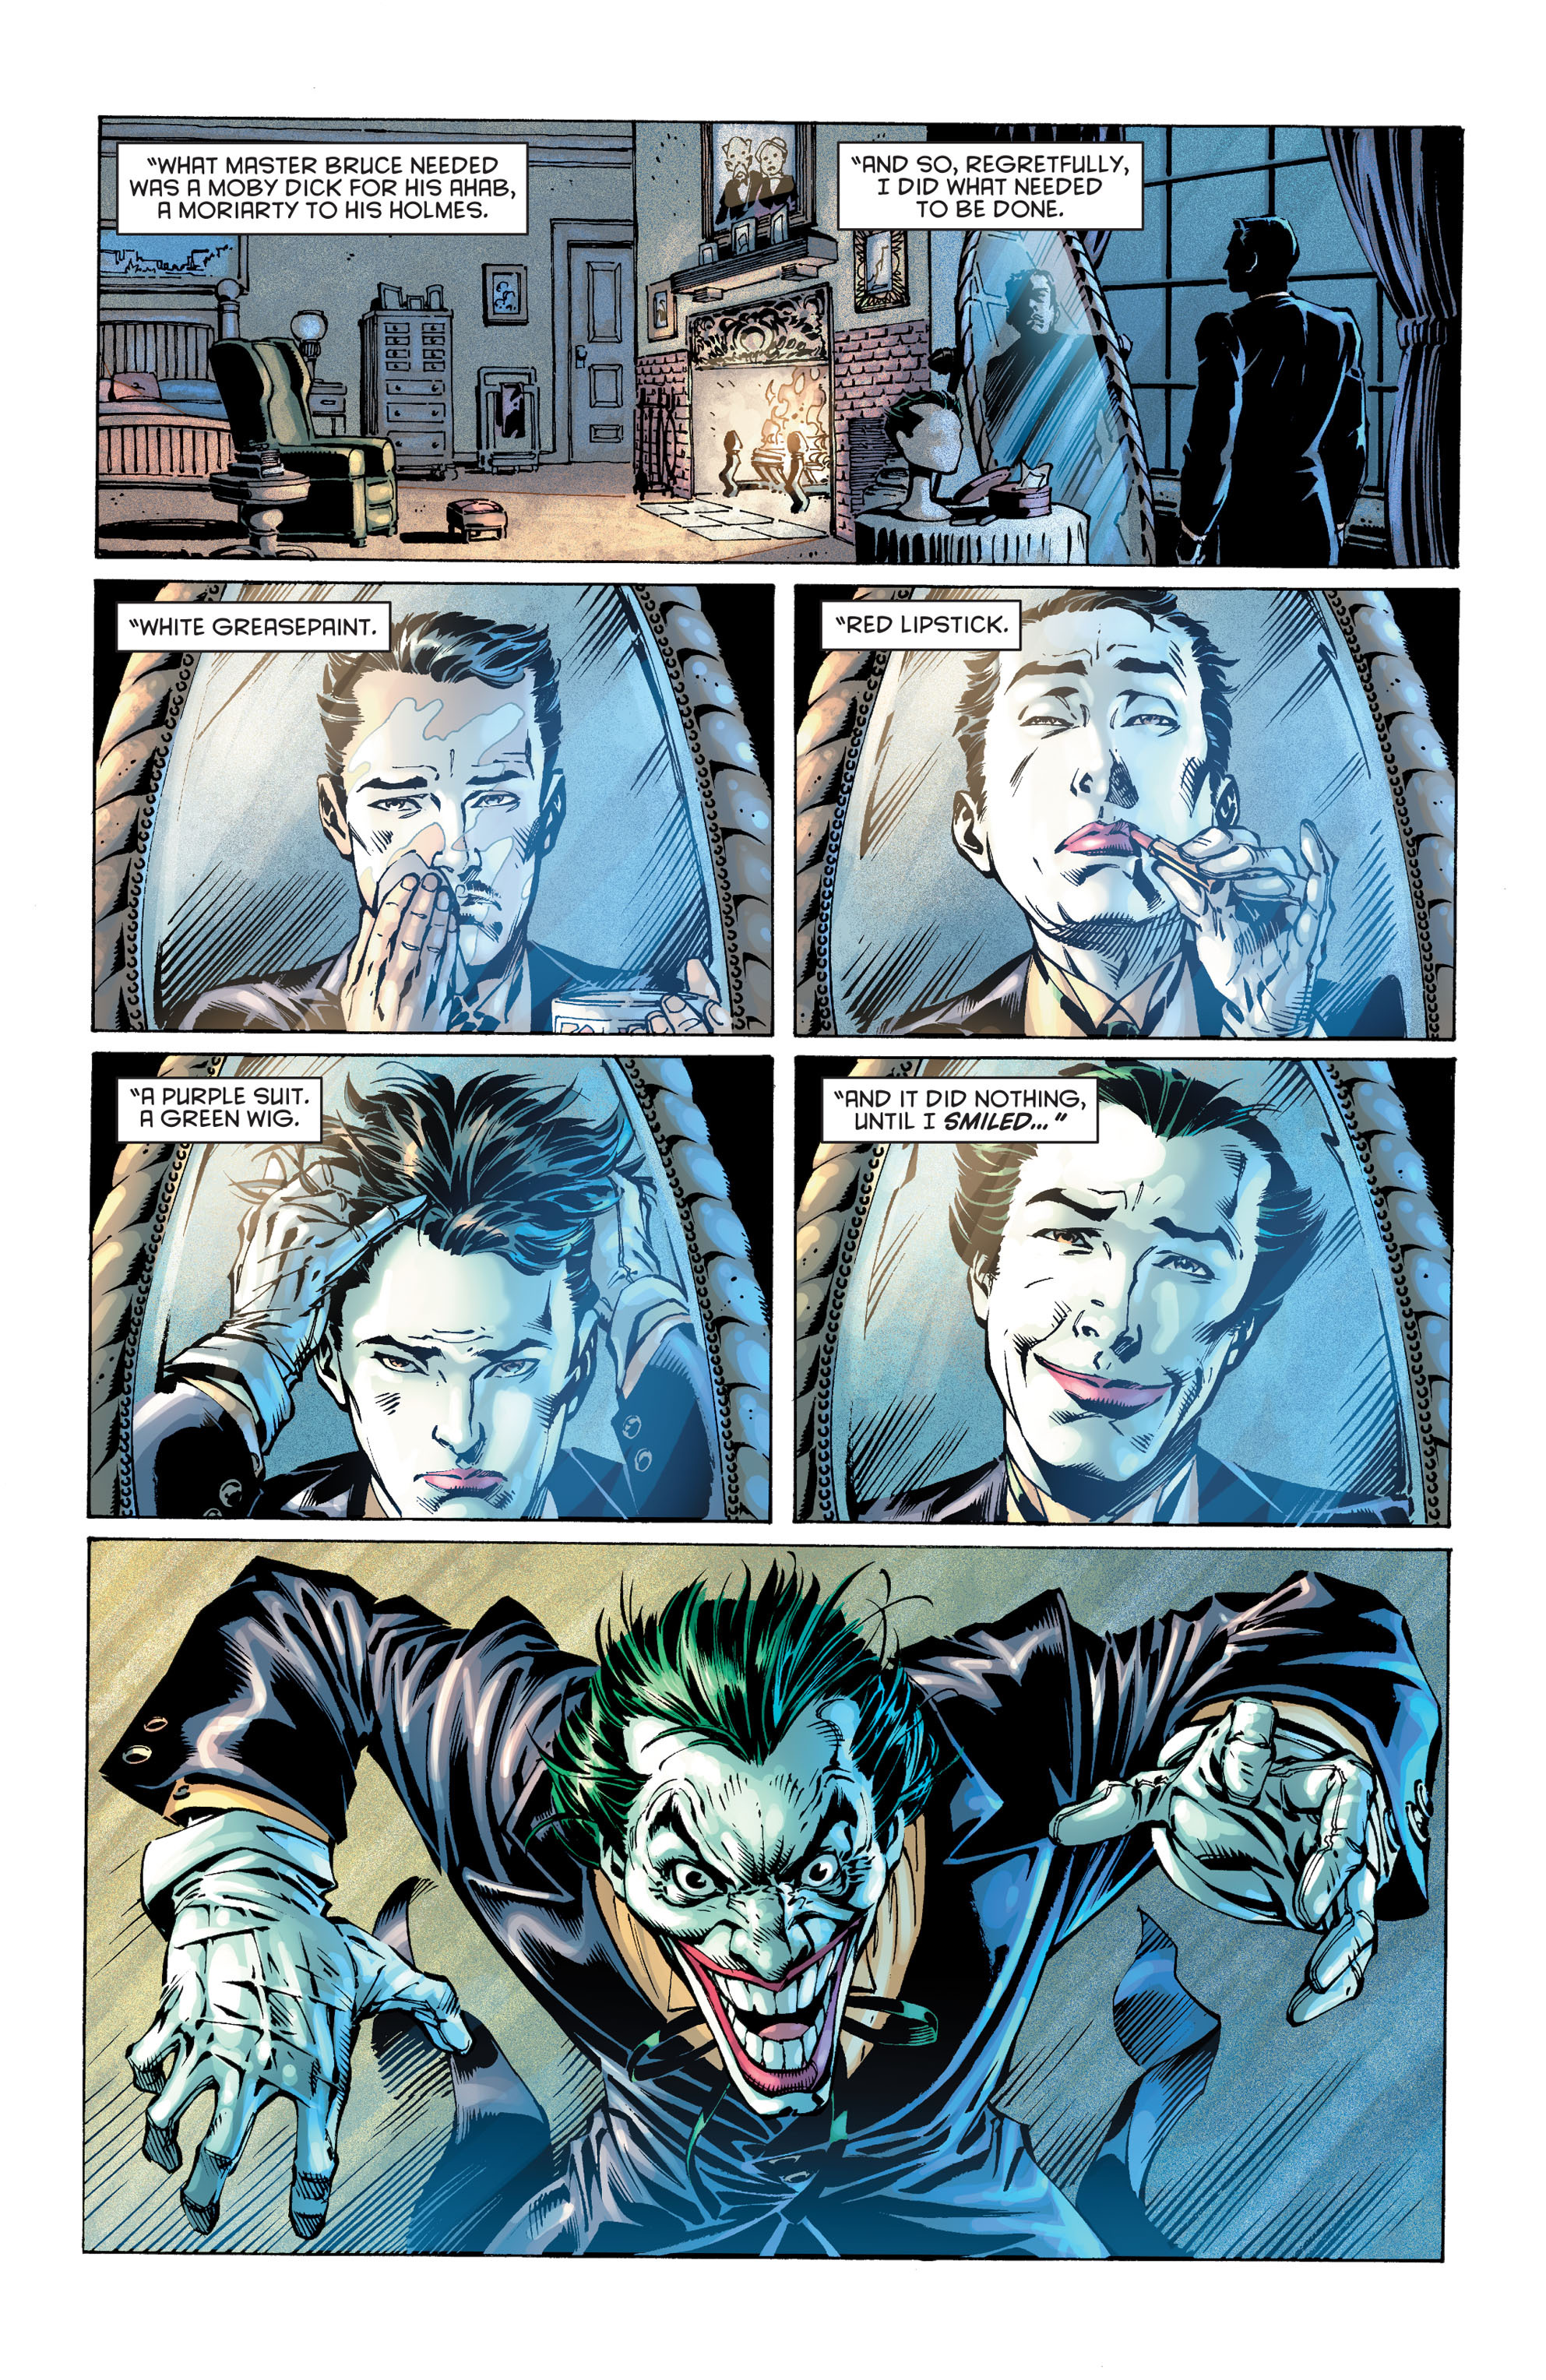 “WHAT MASTER BRUCE NEEDED
WAS A MOBY DICK FOR HIS AHAB,
A MORIARTY TO HIS HOLMES.
“AND SO, REGRETFULLY,
I DID WHAT NEEDED
TO BE DONE.
“WHITE GREASEPAINT.
“RED LIPSTICK.
“A PURPLE SUIT.
A GREEN WIG.
“AND IT DID NOTHING,
UNTIL I SMILED...”